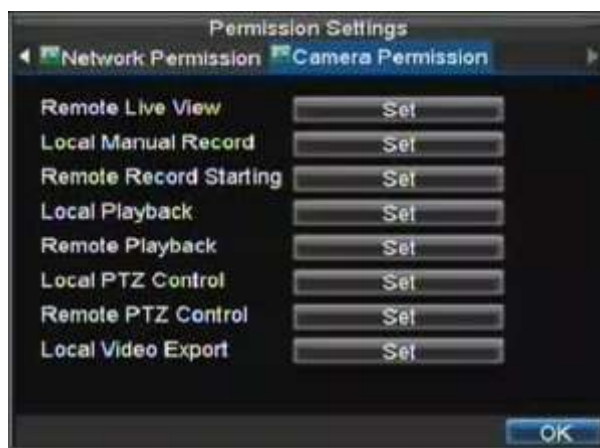 Permission Settings
Network Permission Camera Permission
Remote Live View Set
Local Manual Record Set
Remote Record Starting Set
Local Playback Set
Remote Playback Set
Local PTZ Control Set
Remote PTZ Control Set
Local Video Export Set
OK